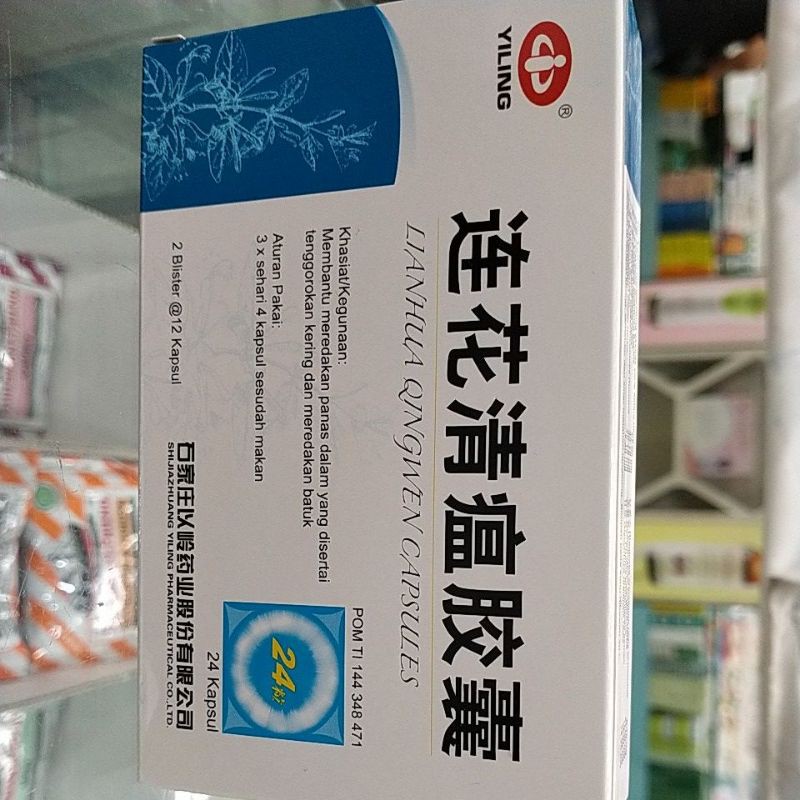 YILING
®
连花清瘟胶囊
LIANHUA QINGWEN CAPSULES
Khasiat/Kegunaan:
Membantu meredakan panas dalam yang disertai
tenggorokan kering dan meredakan batuk
Aturan Pakai:
3 x sehari 4 kapsul sesudah makan
2 Blister @12 Kapsul
POM TI 144 348 471
24粒
24 Kapsul
石家庄以岭药业股份有限公司
SHIJIAZHUANG YILING PHARMACEUTICAL CO.,LTD.